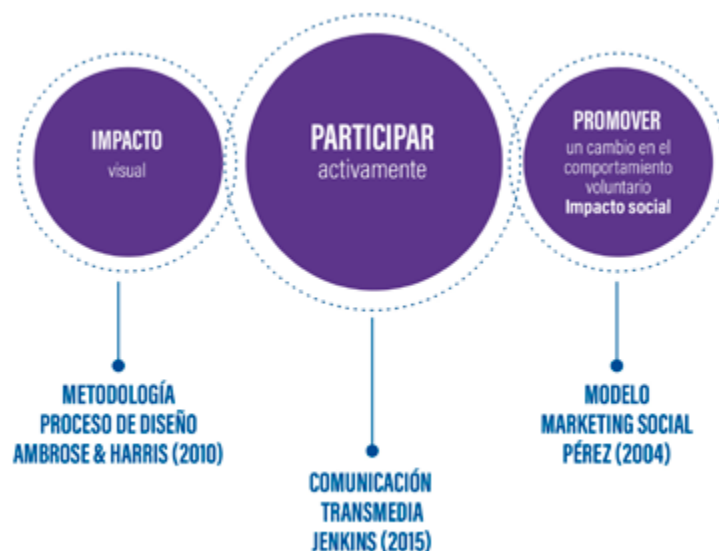 IMPACTO
visual
PARTICIPAR
activamente
PROMOVER
un cambio en el
comportamiento
voluntario
Impacto social
METODOLOGÍA
PROCESO DE DISEÑO
AMBROSE & HARRIS (2010)
COMUNICACIÓN
TRANSMEDIA
JENKINS (2015)
MODELO
MARKETING SOCIAL
PÉREZ (2004)